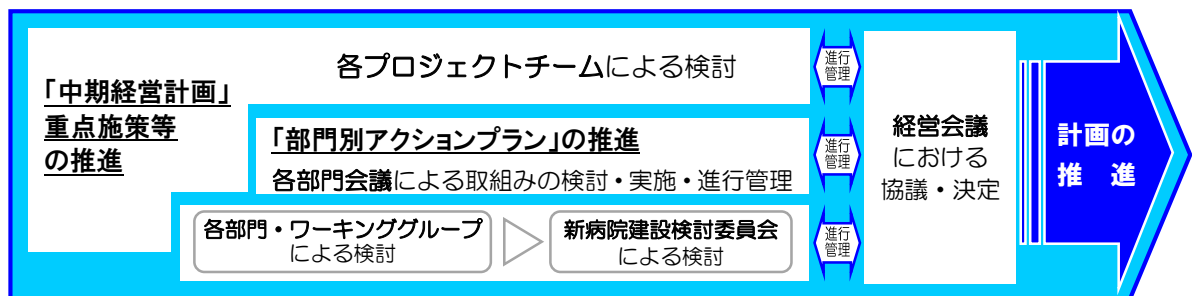 「中期経営計画」
重点施策等
の推進
各プロジェクトチームによる検討
「部門別アクションプラン」の推進
各部門会議による取組みの検討・実施・進行管理
各部門・ワーキンググループ
による検討
新病院建設検討委員会
による検討
進行
管理
進行
管理
進行
管理
経営会議
における
協議・決定
計画の
推　進